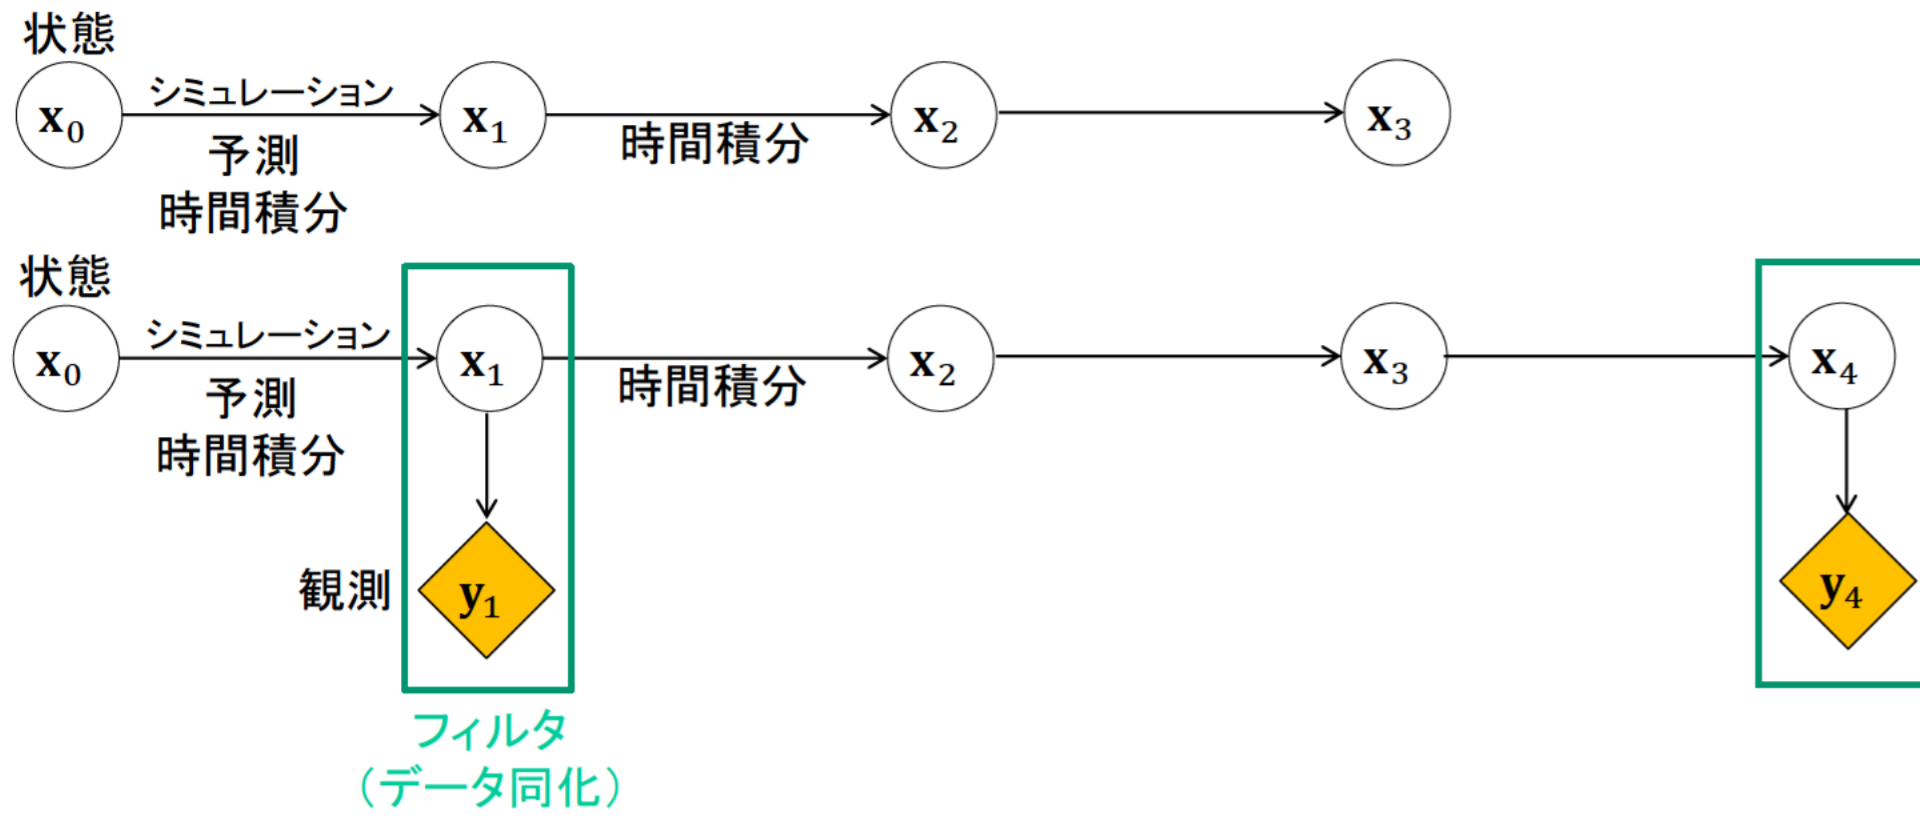 状態
x0
シミュレーション
x1
x2
x3
予測
時間積分
時間積分
状態
x0
シミュレーション
x1
x2
x3
x4
予測
時間積分
時間積分
観測
y1
y4
フィルタ
（データ同化）